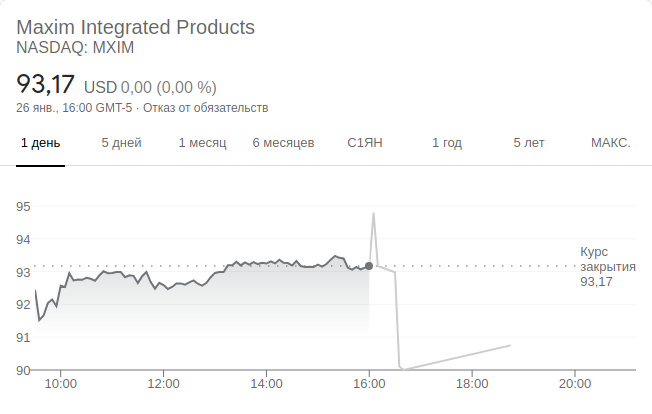 Maxim Integrated Products
NASDAQ: MXIM
93,17 USD 0,00 (0,00 %)
26 янв., 16:00 GMT-5 · Отказ от обязательств
1 день 5 дней 1 месяц 6 месяцев С1ЯН 1 год 5 лет МАКС.
95
94
93
92
91
90
Курс
закрытия
93,17
10:00 12:00 14:00 16:00 18:00 20:00